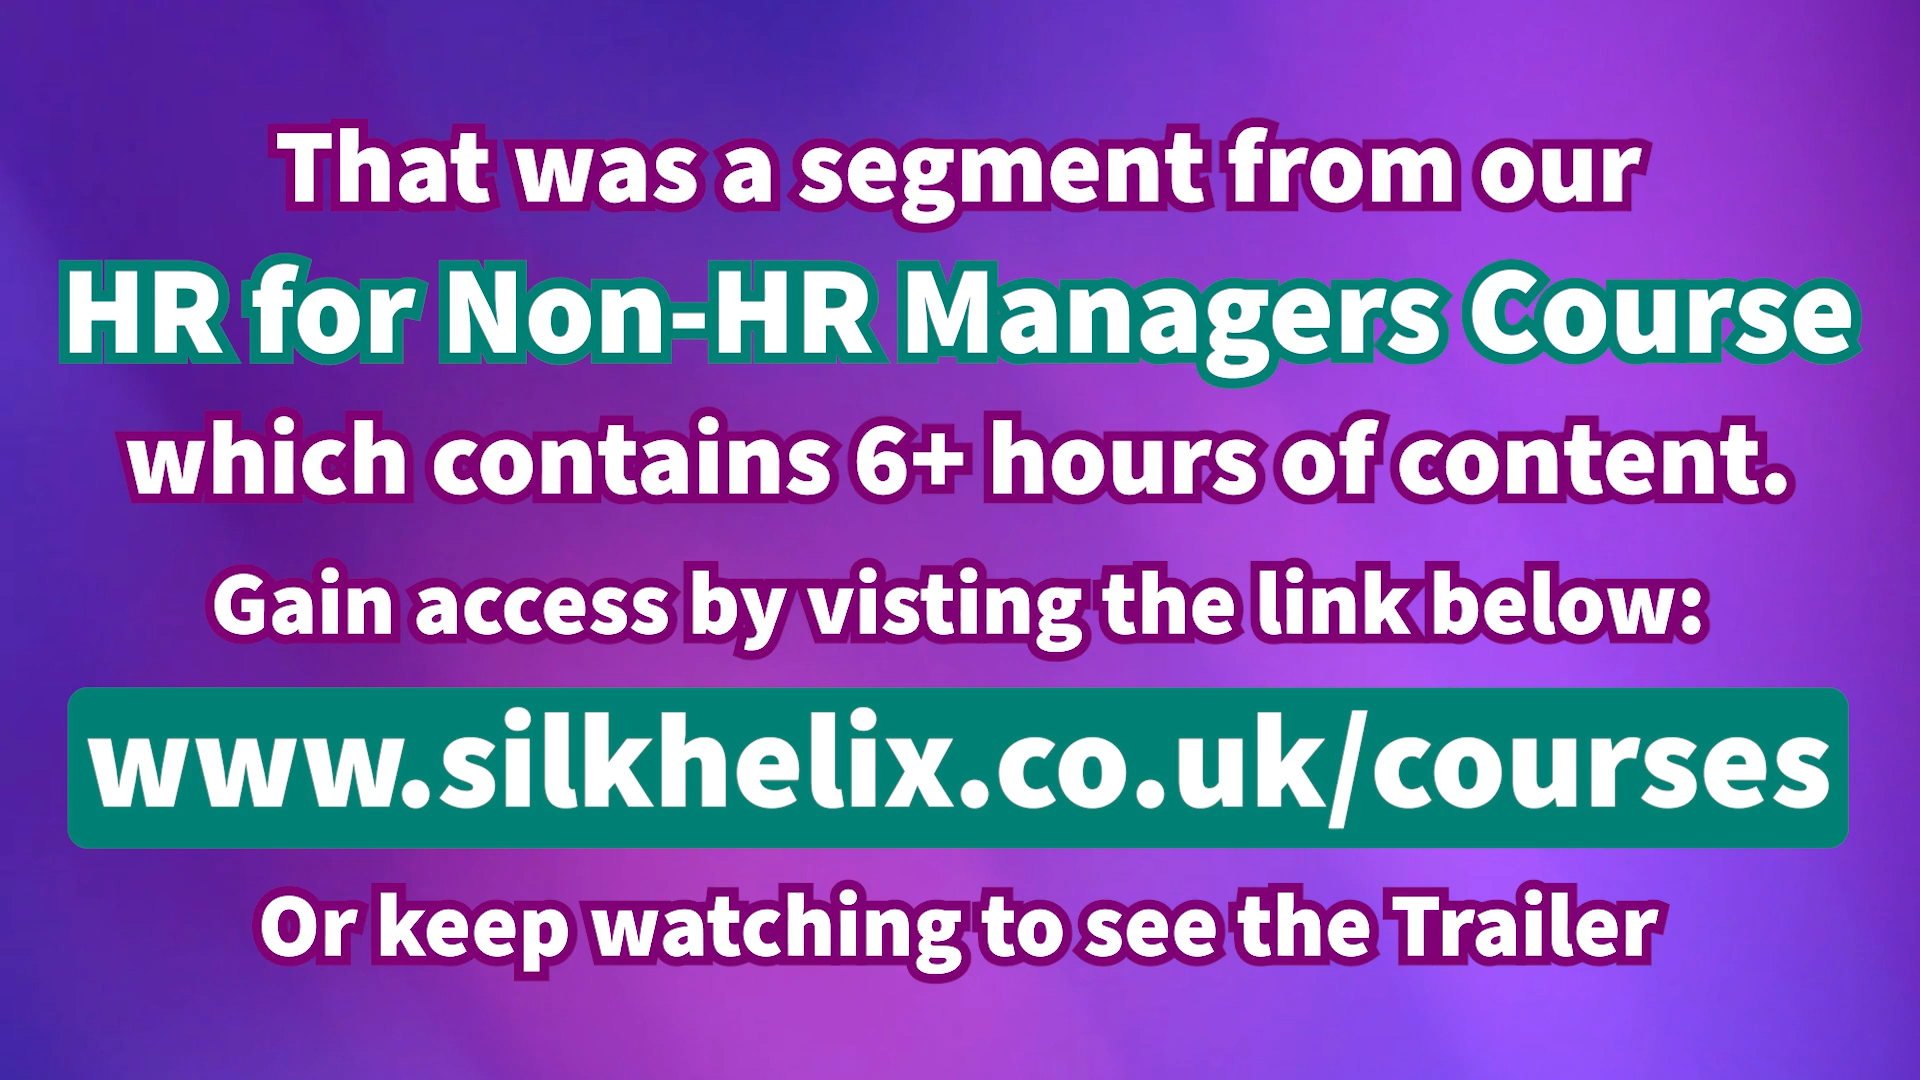 That was a segment from our
HR for Non-HR Managers Course
which contains 6+ hours of content.
Gain access by visting the link below:
www.silkhelix.co.uk/courses
Or keep watching to see the Trailer